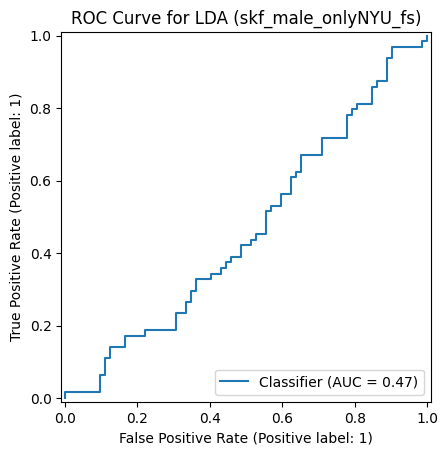 ROC Curve for LDA (skf_male_onlyNYU_fs)
1.0
0.8
0.6
0.4
0.2
0.0
True Positive Rate (Positive label: 1)
Classifier (AUC = 0.47)
0.0 0.2 0.4 0.6 0.8 1.0
False Positive Rate (Positive label: 1)